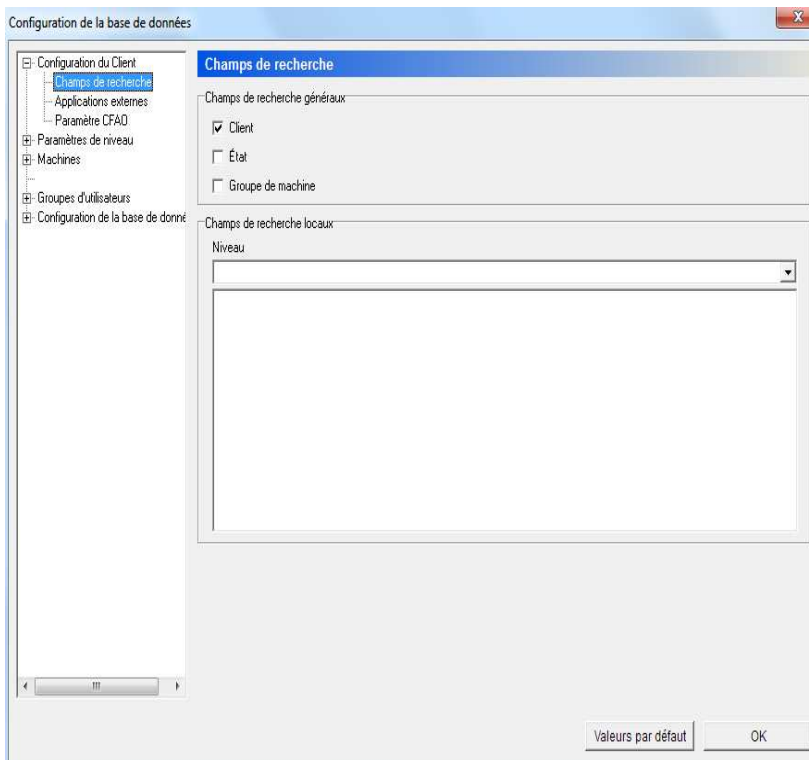 Configuration de la base de données
Configuration du Client
Champs de recherche
Applications externes
Paramètre CFAO
Paramètres de niveau
Machines
...
Groupes d'utilisateurs
Configuration de la base de donné
Champs de recherche
Champs de recherche généraux
Client
État
Groupe de machine
Champs de recherche locaux
Niveau
Valeurs par défaut
OK